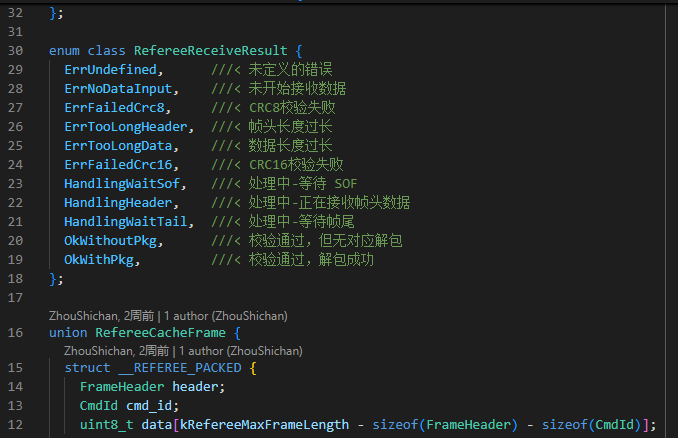 32 };
31
30 enum class RefereeReceiveResult {
29 ErrUndefined, ///< 未定义的错误
28 ErrNoDataInput, ///< 未开始接收数据
27 ErrFailedCrc8, ///< CRC8校验失败
26 ErrTooLongHeader, ///< 帧头长度过长
25 ErrTooLongData, ///< 数据长度过长
24 ErrFailedCrc16, ///< CRC16校验失败
23 HandlingWaitSof, ///< 处理中-等待 SOF
22 HandlingHeader, ///< 处理中-正在接收帧头数据
21 HandlingWaitTail, ///< 处理中-等待帧尾
20 OkWithoutPkg, ///< 校验通过，但无对应解包
19 OkWithPkg, ///< 校验通过，解包成功
18 };
17
ZhouShichan, 2周前 | 1 author (ZhouShichan)
16 union RefereeCacheFrame {
ZhouShichan, 2周前 | 1 author (ZhouShichan)
15 struct __REFEREE_PACKED {
14 FrameHeader header;
13 CmdId cmd_id;
12 uint8_t data[kRefereeMaxFrameLength - sizeof(FrameHeader) - sizeof(CmdId)];